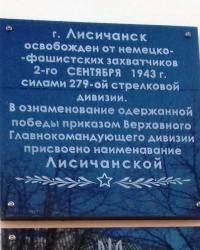 г. Лисичанск
освобожден от немецко-
-фашистских захватчиков
2-го СЕНТЯБРЯ 1943 г.
силами 279-ой стрелковой
дивизии.
В ознаменование одержанной
победы приказом Верховного
Главнокомандующего дивизии
присвоено наименавание
Лисичанской